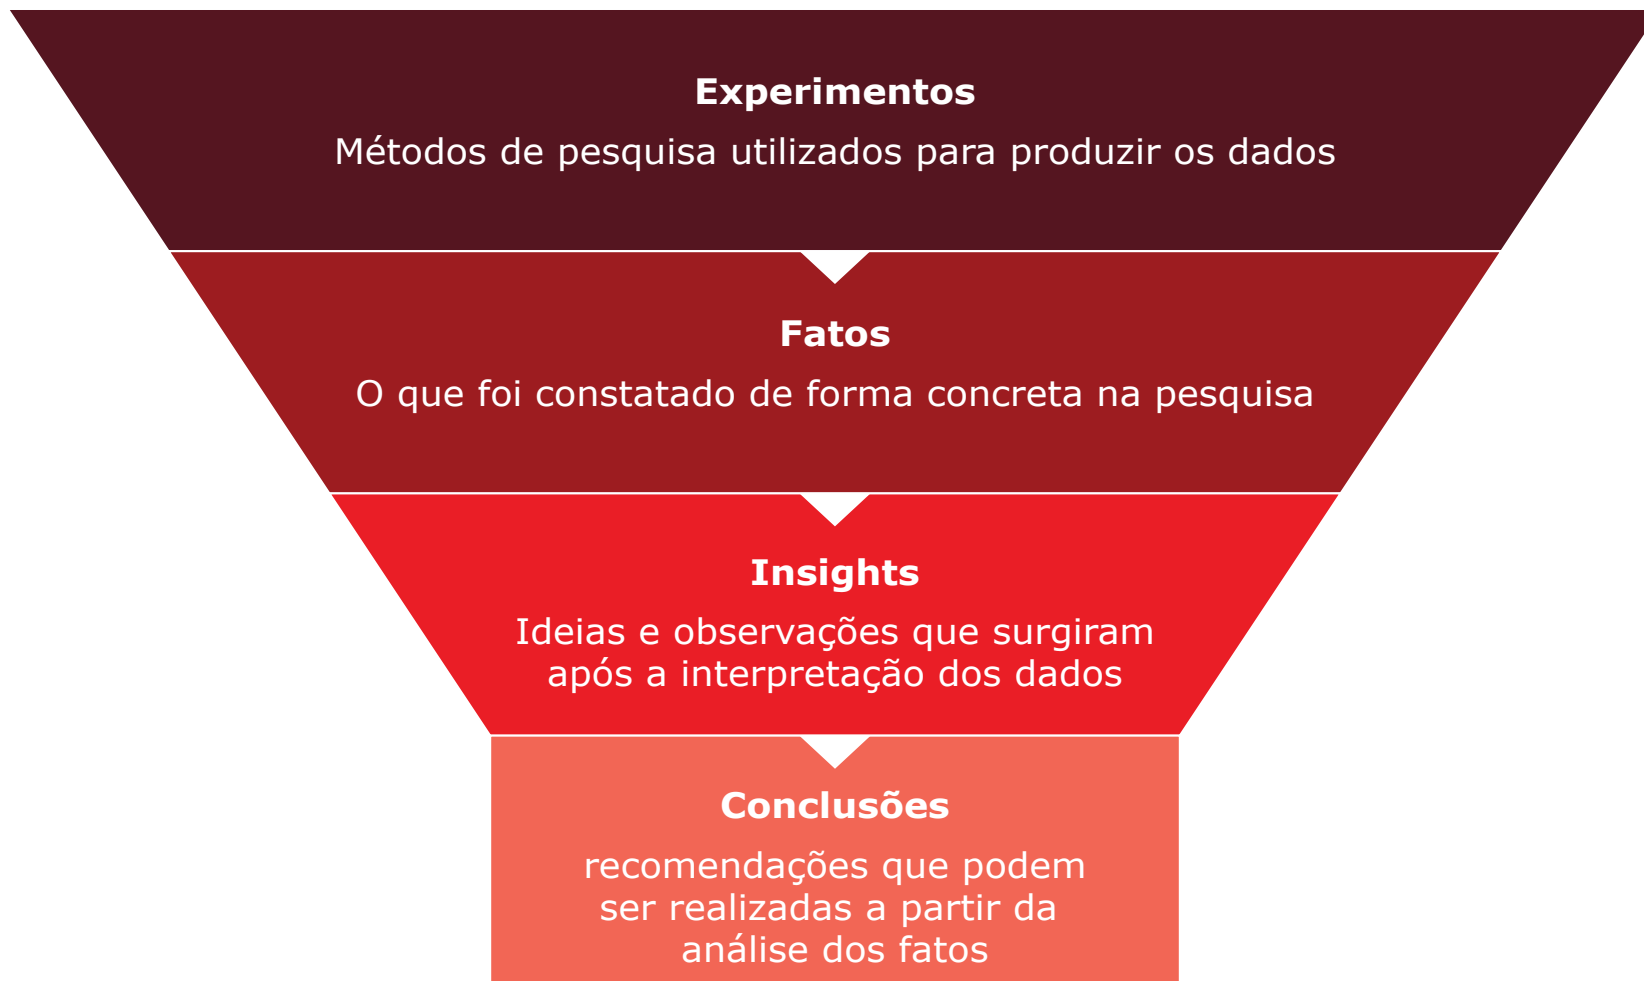 Experimentos
Métodos de pesquisa utilizados para produzir os dados
Fatos
O que foi constatado de forma concreta na pesquisa
Insights
Ideias e observações que surgiram
após a interpretação dos dados
Conclusões
recomendações que podem
ser realizadas a partir da
análise dos fatos